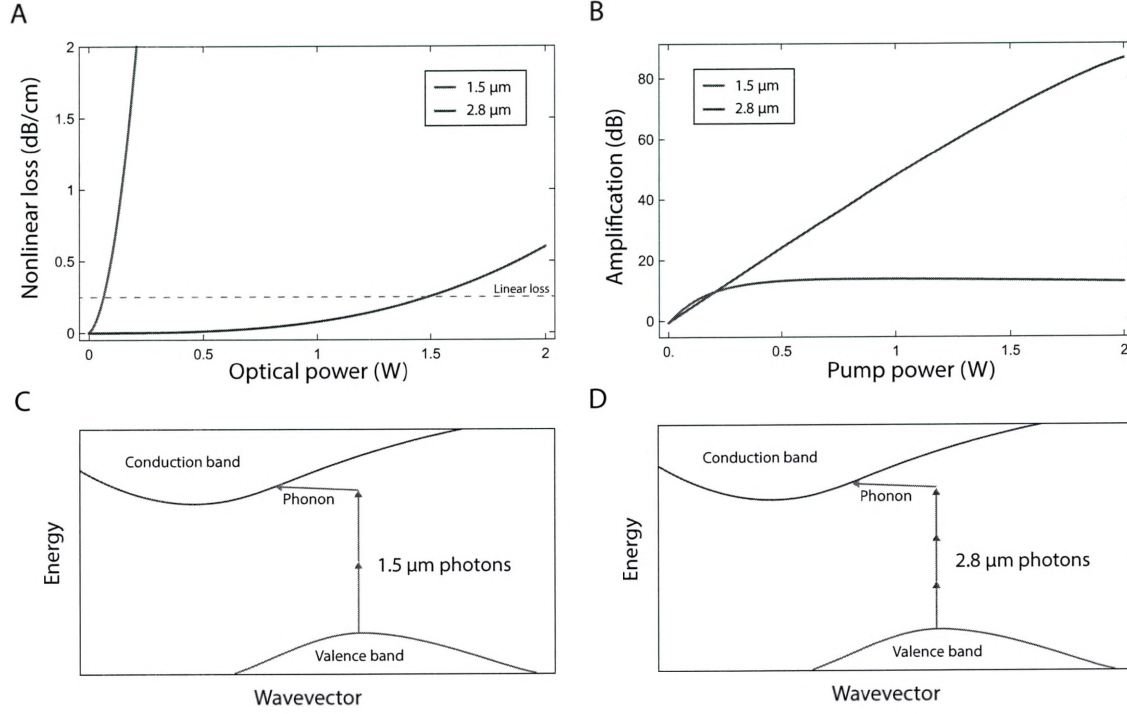 A
Nonlinear loss (dB/cm)
2
1.5
1
0.5
0
1.5 µm
2.8 µm
Linear loss
0
0.5
1
1.5
2
Optical power (W)
B
Amplification (dB)
80
60
40
20
0
1.5 µm
2.8 µm
0.
0.5
1
1.5
2
Pump power (W)
C
Energy
Conduction band
Phonon
1.5 µm photons
Valence band
Wavevector
D
Energy
Conduction band
Phonon
2.8 µm photons
Valence band
Wavevector